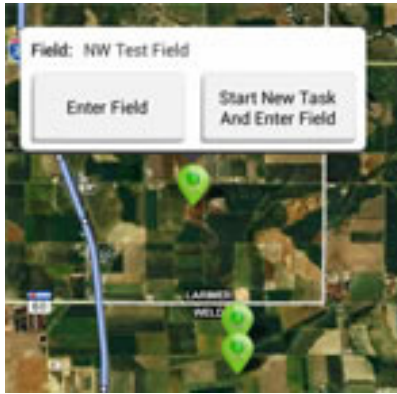 Field: NW Test Field
Enter Field
Start New Task
And Enter Field
LARIMER
WELD